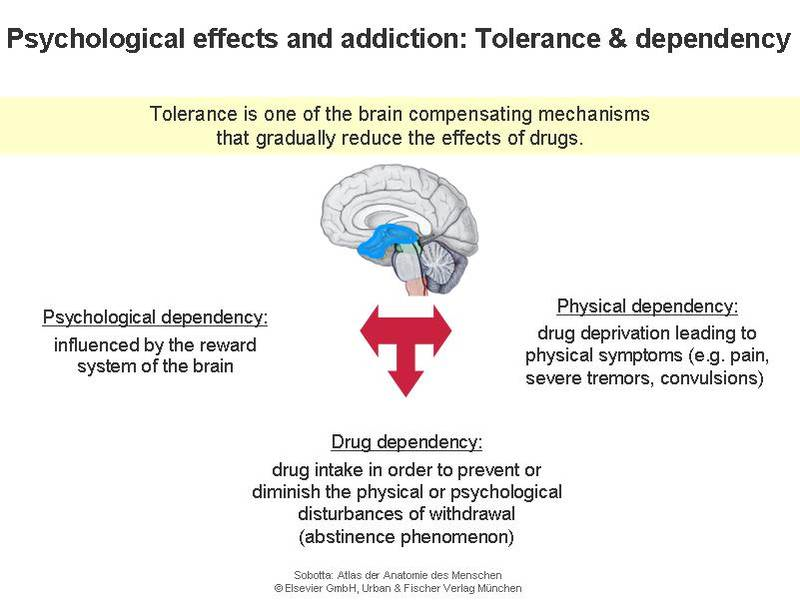 Psychological effects and addiction: Tolerance & dependency
Tolerance is one of the brain compensating mechanisms
that gradually reduce the effects of drugs.
Psychological dependency:
influenced by the reward
system of the brain
Physical dependency:
drug deprivation leading to
physical symptoms (e.g. pain,
severe tremors, convulsions)
Drug dependency:
drug intake in order to prevent or
diminish the physical or psychological
disturbances of withdrawal
(abstinence phenomenon)
Sobotta: Atlas der Anatomie des Menschen
© Elsevier GmbH, Urban & Fischer Verlag München